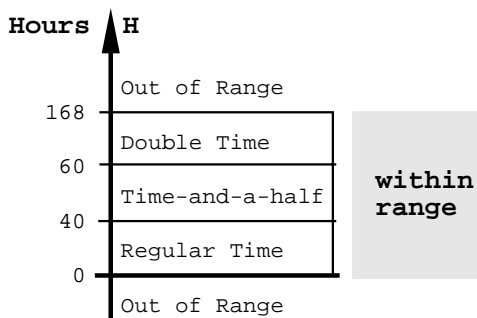 Hours H
Out of Range
168
Double Time
60
Time-and-a-half
within
range
40
Regular Time
0
Out of Range